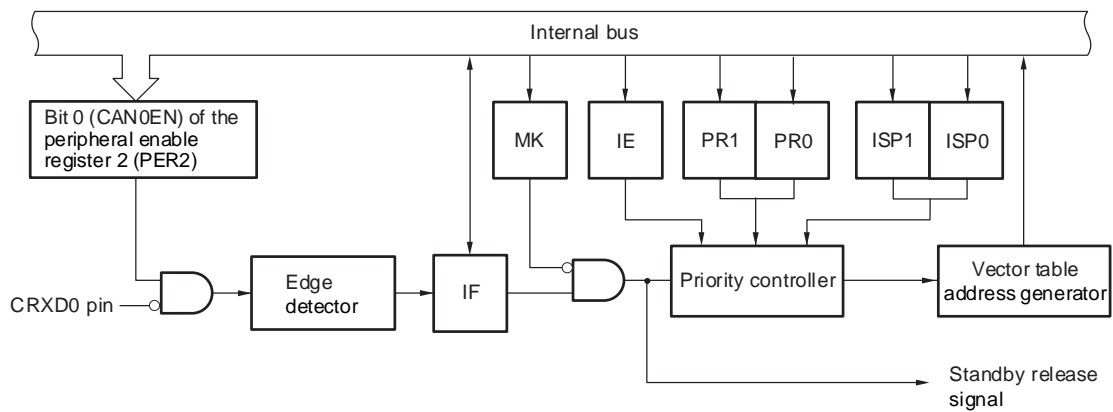 Internal bus
Bit 0 (CAN0EN) of the
peripheral enable
register 2 (PER2)
MK
IE
PR1
PR0
ISP1
ISP0
CRXD0 pin
Edge
detector
IF
Priority controller
Vector table
address generator
Standby release
signal